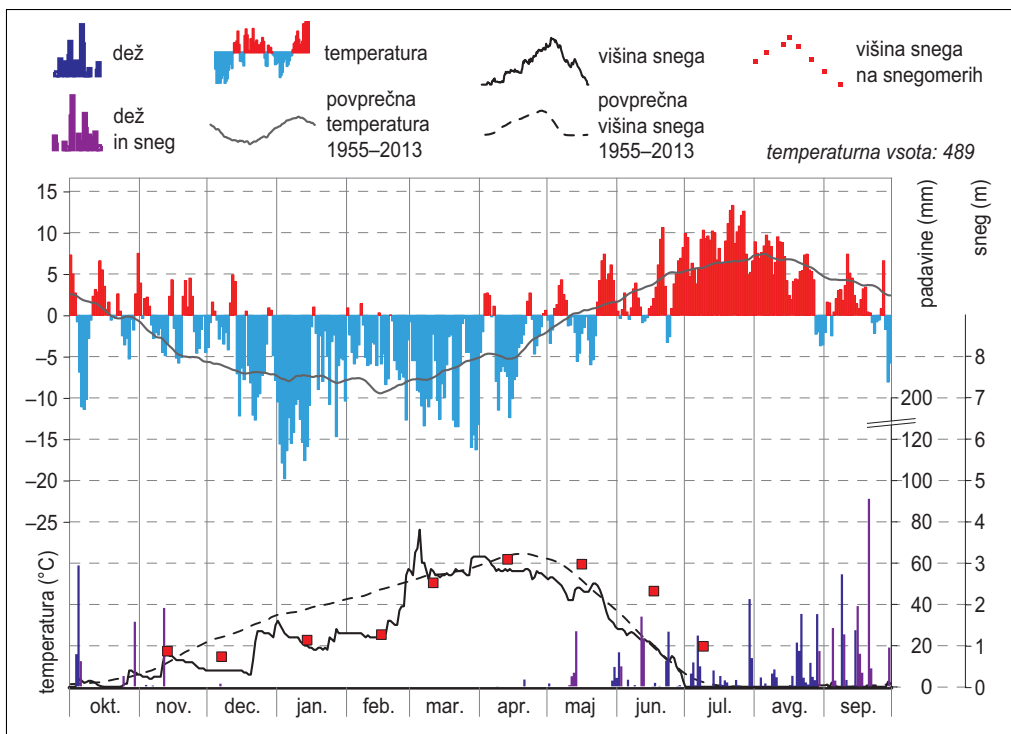 dež
temperatura
višina snega
višina snega
na snegomerih
dež
in sneg
povprečna
temperatura
1955–2013
povprečna
višina snega
1955–2013
temperaturna vsota: 489
15
10
5
0
−5
−10
−15
−20
−25
temperatura (°C)
padavine (mm)
200
120
100
80
60
40
20
0
sneg (m)
8
7
6
5
4
3
2
1
0
okt.
nov.
dec.
jan.
feb.
mar.
apr.
maj
jun.
jul.
avg.
sep.